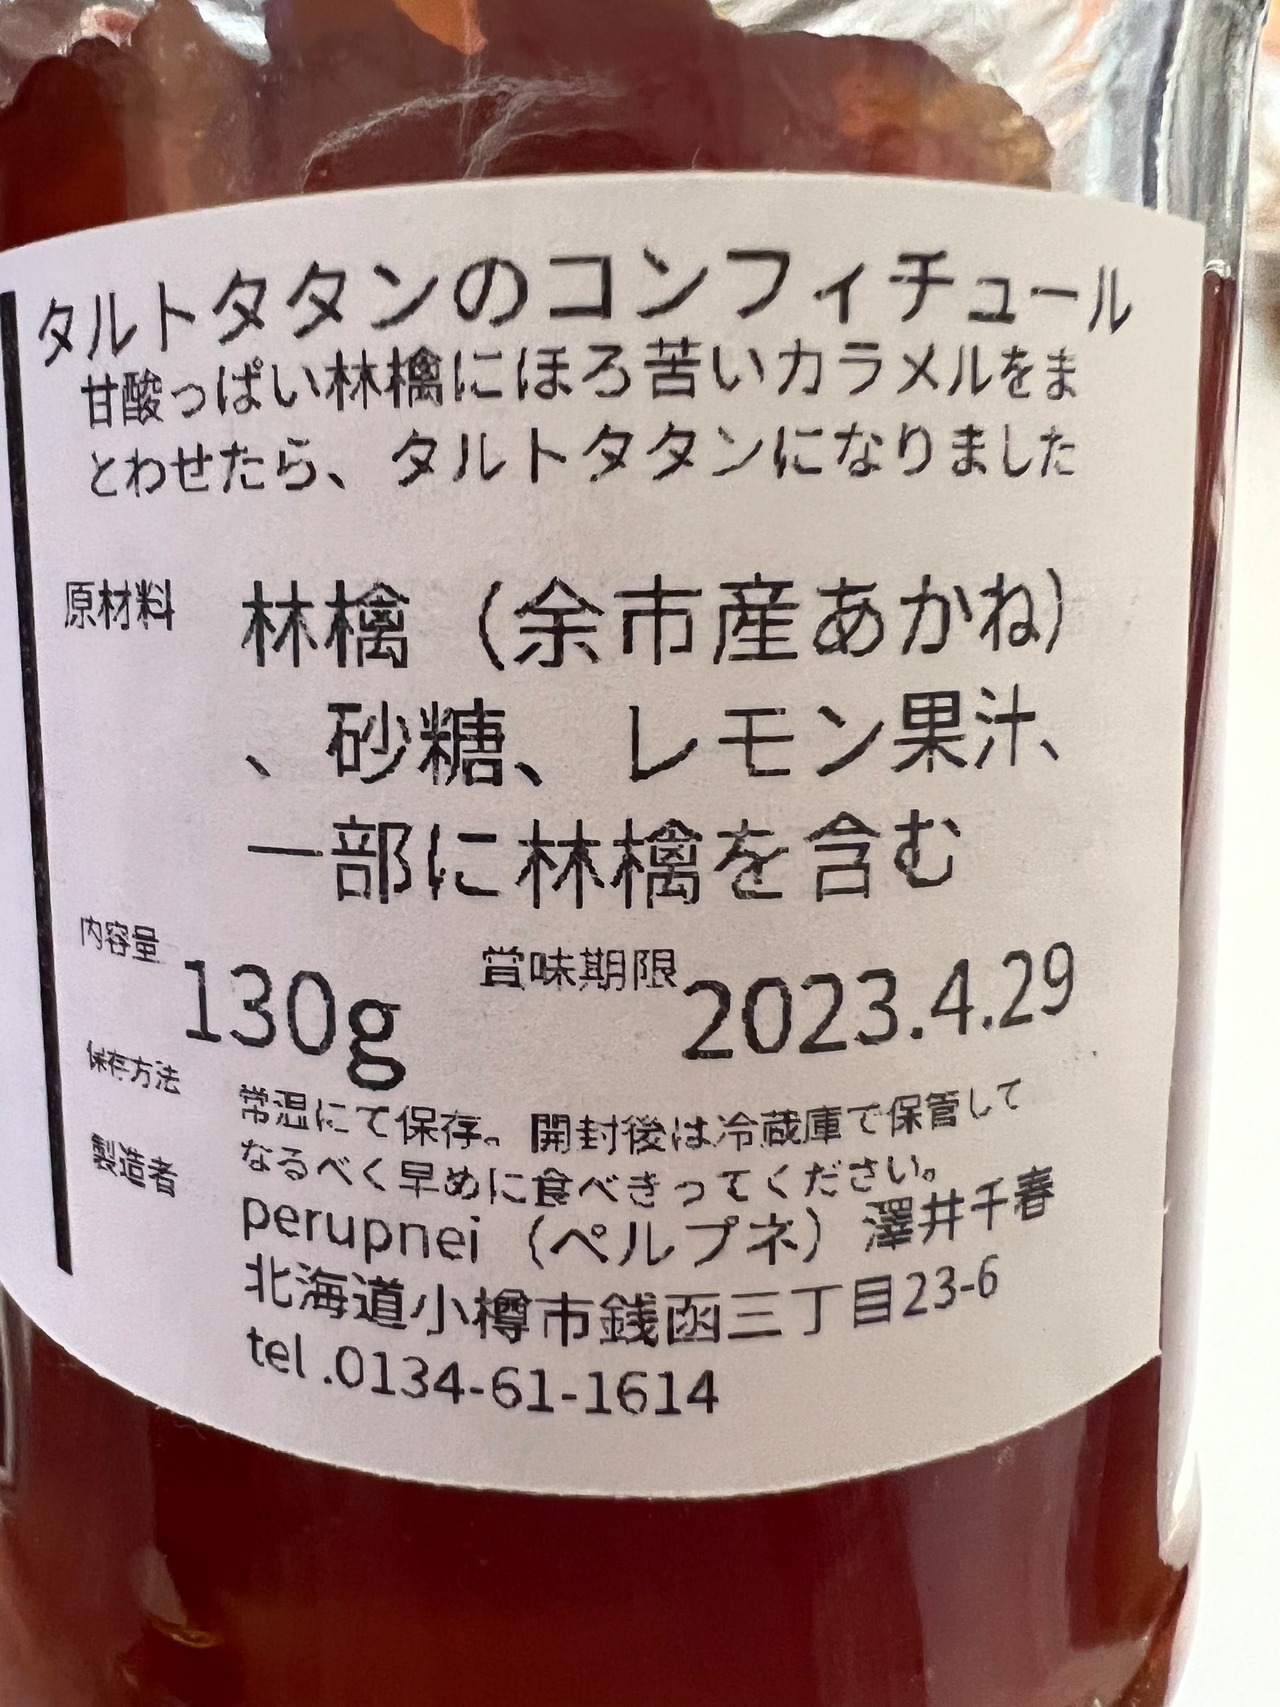 タルトタタンのコンフィチュール
甘酸っぱい林檎にほろ苦いカラメルをま
とわせたら、タルトタタンになりました
原材料 林檎（余市産あかね）
、砂糖、レモン果汁、
一部に林檎を含む
内容量 130g 賞味期限 2023.4.29
保存方法 常温にて保存。開封後は冷蔵庫で保管して
なるべく早めに食べきってください。
製造者 perupnei（ペルプネ）澤井千春
北海道小樽市銭函三丁目23-6
tel .0134-61-1614